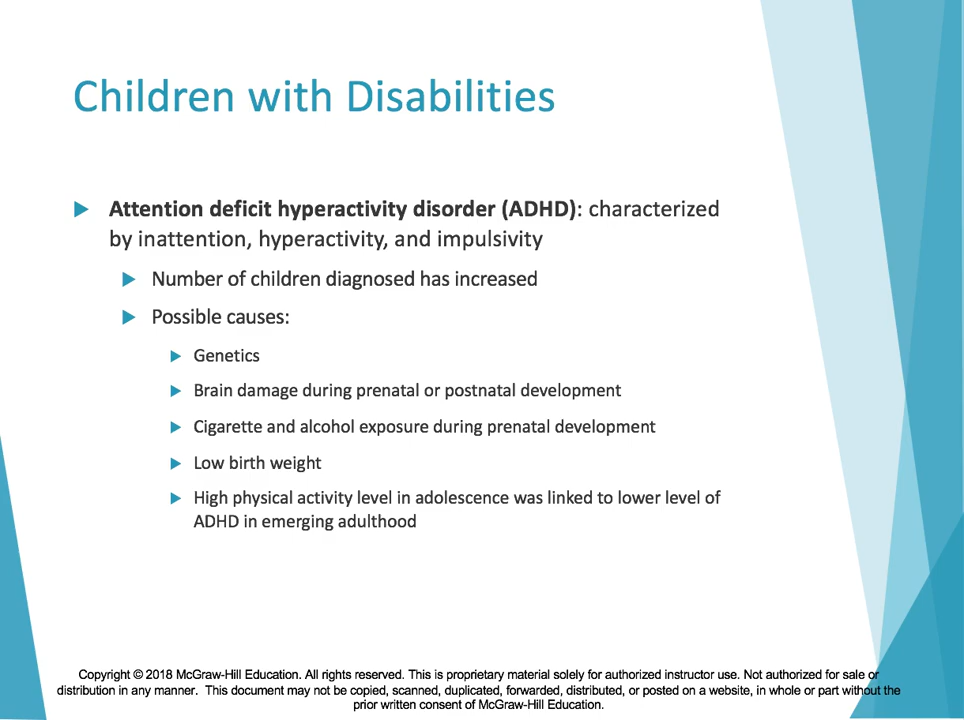 Children with Disabilities
Attention deficit hyperactivity disorder (ADHD): characterized
by inattention, hyperactivity, and impulsivity
Number of children diagnosed has increased
Possible causes:
Genetics
Brain damage during prenatal or postnatal development
Cigarette and alcohol exposure during prenatal development
Low birth weight
High physical activity level in adolescence was linked to lower level of
ADHD in emerging adulthood
Copyright © 2018 McGraw-Hill Education. All rights reserved. This is proprietary material solely for authorized instructor use. Not authorized for sale or
distribution in any manner. This document may not be copied, scanned, duplicated, forwarded, distributed, or posted on a website, in whole or part without the
prior written consent of McGraw-Hill Education.